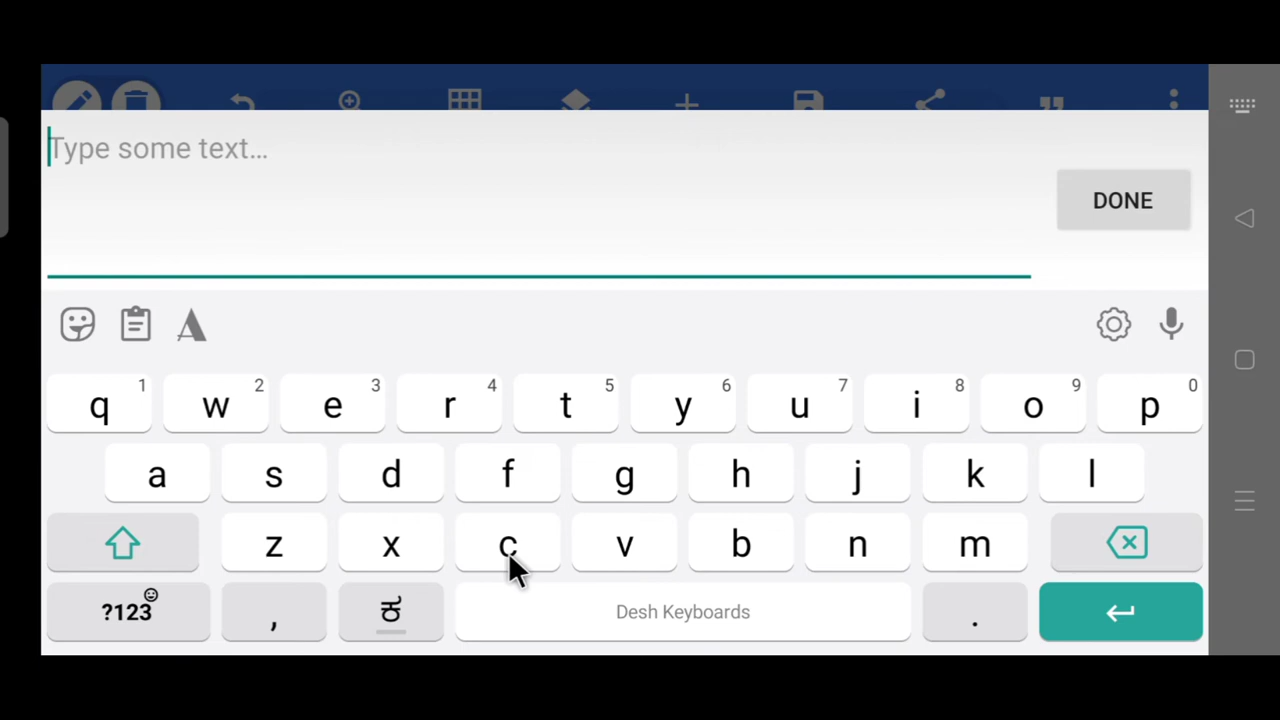 Type some text...
DONE
q 1 w 2 e 3 r 4 t 5 y 6 u 7 i 8 o 9 p 0
a s d f g h j k l
z x c v b n m
?123 , ಕ Desh Keyboards .